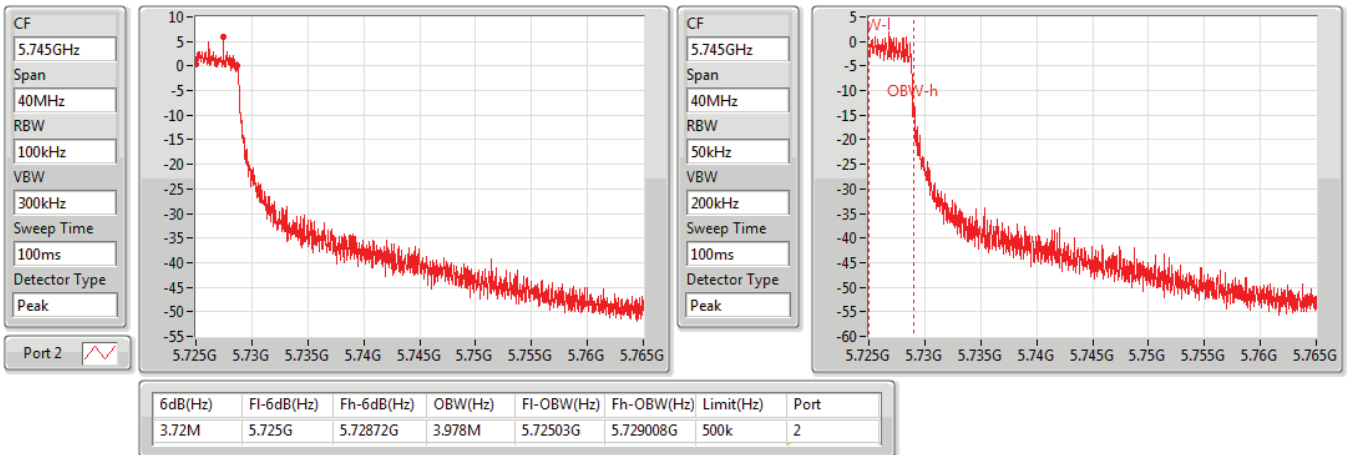 CF
5.745GHz
Span
40MHz
RBW
100kHz
VBW
300kHz
Sweep Time
100ms
Detector Type
Peak
Port 2
10
5
0
-5
-10
-15
-20
-25
-30
-35
-40
-45
-50
-55
5.725G 5.73G 5.735G 5.74G 5.745G 5.75G 5.755G 5.76G 5.765G
CF
5.745GHz
Span
40MHz
RBW
50kHz
VBW
200kHz
Sweep Time
100ms
Detector Type
Peak
5
0
-5
-10
-15
-20
-25
-30
-35
-40
-45
-50
-55
-60
W-l
OBW-h
5.725G 5.73G 5.735G 5.74G 5.745G 5.75G 5.755G 5.76G 5.765G
6dB(Hz) Fl-6dB(Hz) Fh-6dB(Hz) OBW(Hz) Fl-OBW(Hz) Fh-OBW(Hz) Limit(Hz) Port
3.72M 5.725G 5.72872G 3.978M 5.72503G 5.729008G 500k 2